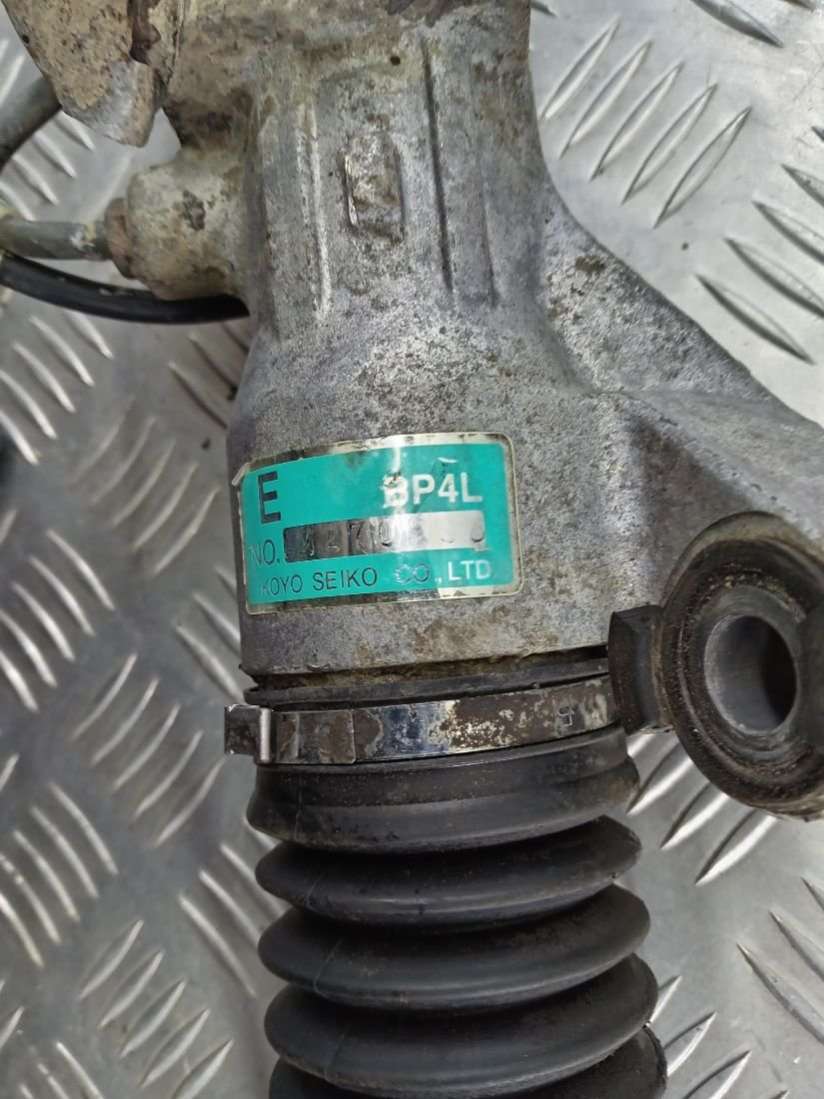 E BP4L
NO.
KOYO SEIKO CO., LTD